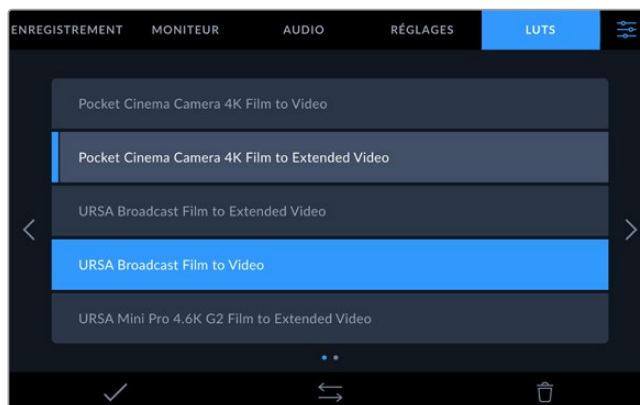 ENREGISTREMENT MONITEUR AUDIO RÉGLAGES LUTS
Pocket Cinema Camera 4K Film to Video
Pocket Cinema Camera 4K Film to Extended Video
URSA Broadcast Film to Extended Video
URSA Broadcast Film to Video
URSA Mini Pro 4.6K G2 Film to Extended Video